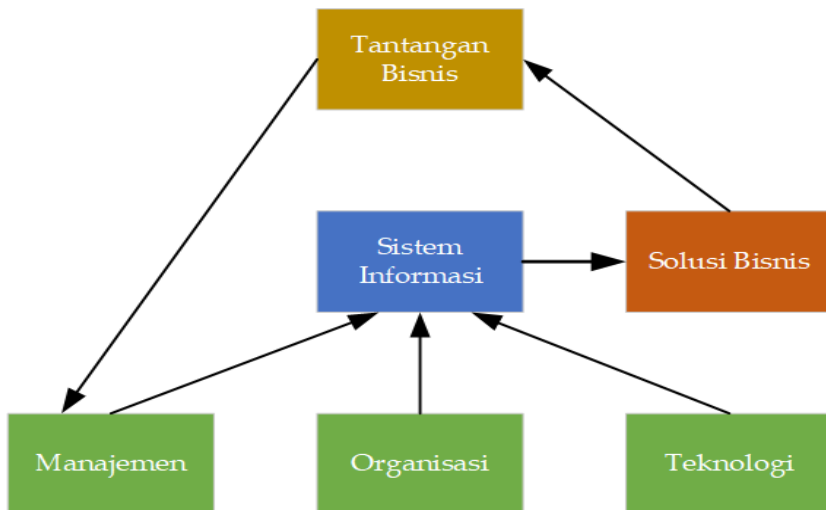 Tantangan
Bisnis
Sistem
Informasi
Solusi Bisnis
Manajemen
Organisasi
Teknologi